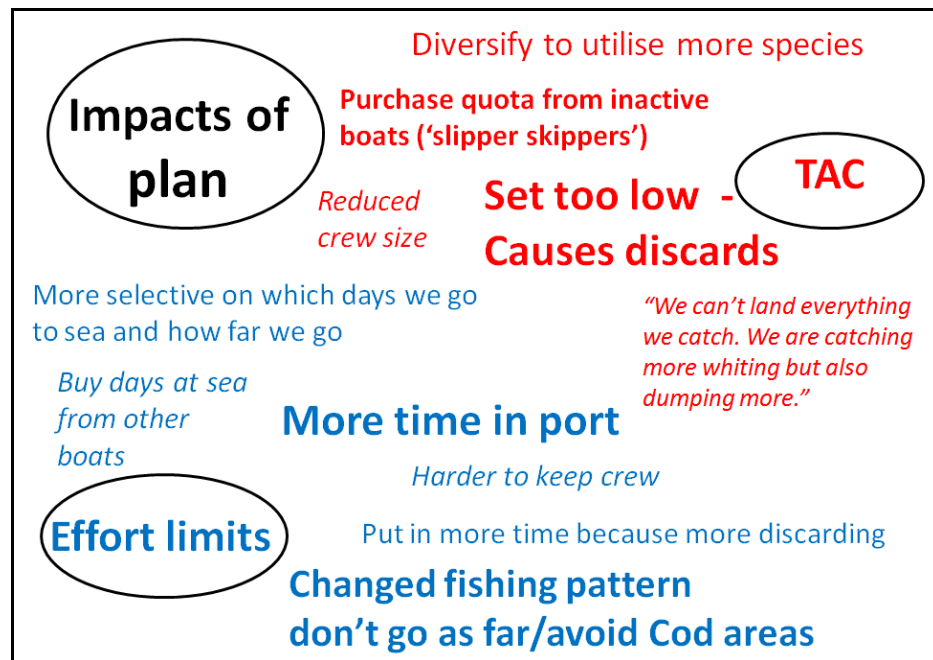 Diversify to utilise more species
Impacts of
plan
Purchase quota from inactive
boats (‘slipper skippers’)
TAC
Reduced
crew size
Set too low -
Causes discards
More selective on which days we go
to sea and how far we go
“We can’t land everything
we catch. We are catching
more whiting but also
dumping more.”
Buy days at sea
from other
boats
More time in port
Harder to keep crew
Effort limits
Put in more time because more discarding
Changed fishing pattern
don’t go as far/avoid Cod areas